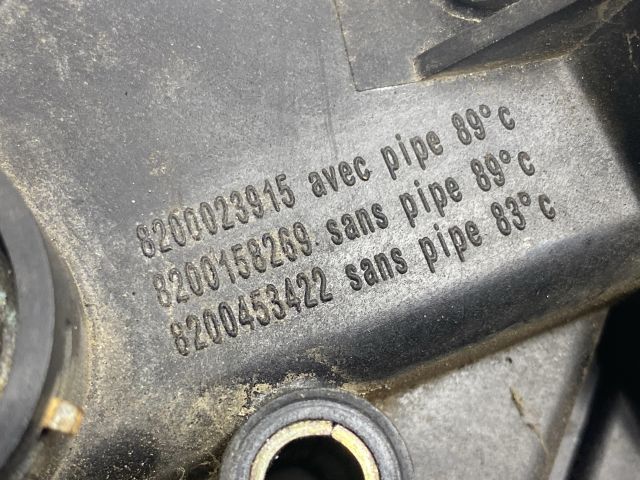 8200023915 avec pipe 89°c
8200158269 sans pipe 89°c
8200453422 sans pipe 83°c